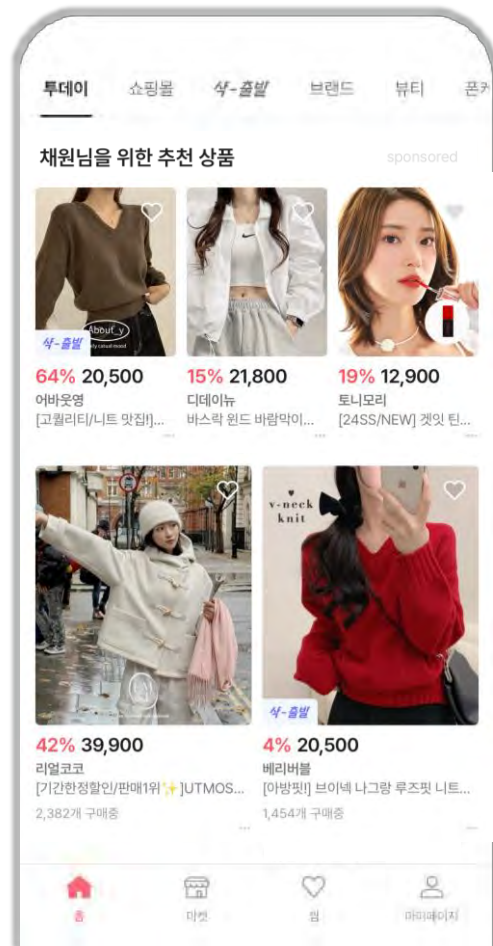 투데이 쇼핑몰 샥-출발 브랜드 뷰티
채원님을 위한 추천 상품
sponsored
About_y
샥-출발
64% 20,500
어바웃영
[고퀄리티/니트 맛집!]...
15% 21,800
디데이뉴
바스락 윈드 바람막이...
19% 12,900
토니모리
[24SS/NEW] 겟잇 틴...
42% 39,900
리얼코코
[기간한정할인/판매1위✨]UTMOS...
2,382개 구매중
v-neck
knit
샥-출발
4% 20,500
베리버블
[아방핏!] 브이넥 나그랑 루즈핏 니트...
1,454개 구매중
홈 마켓 찜 마이페이지